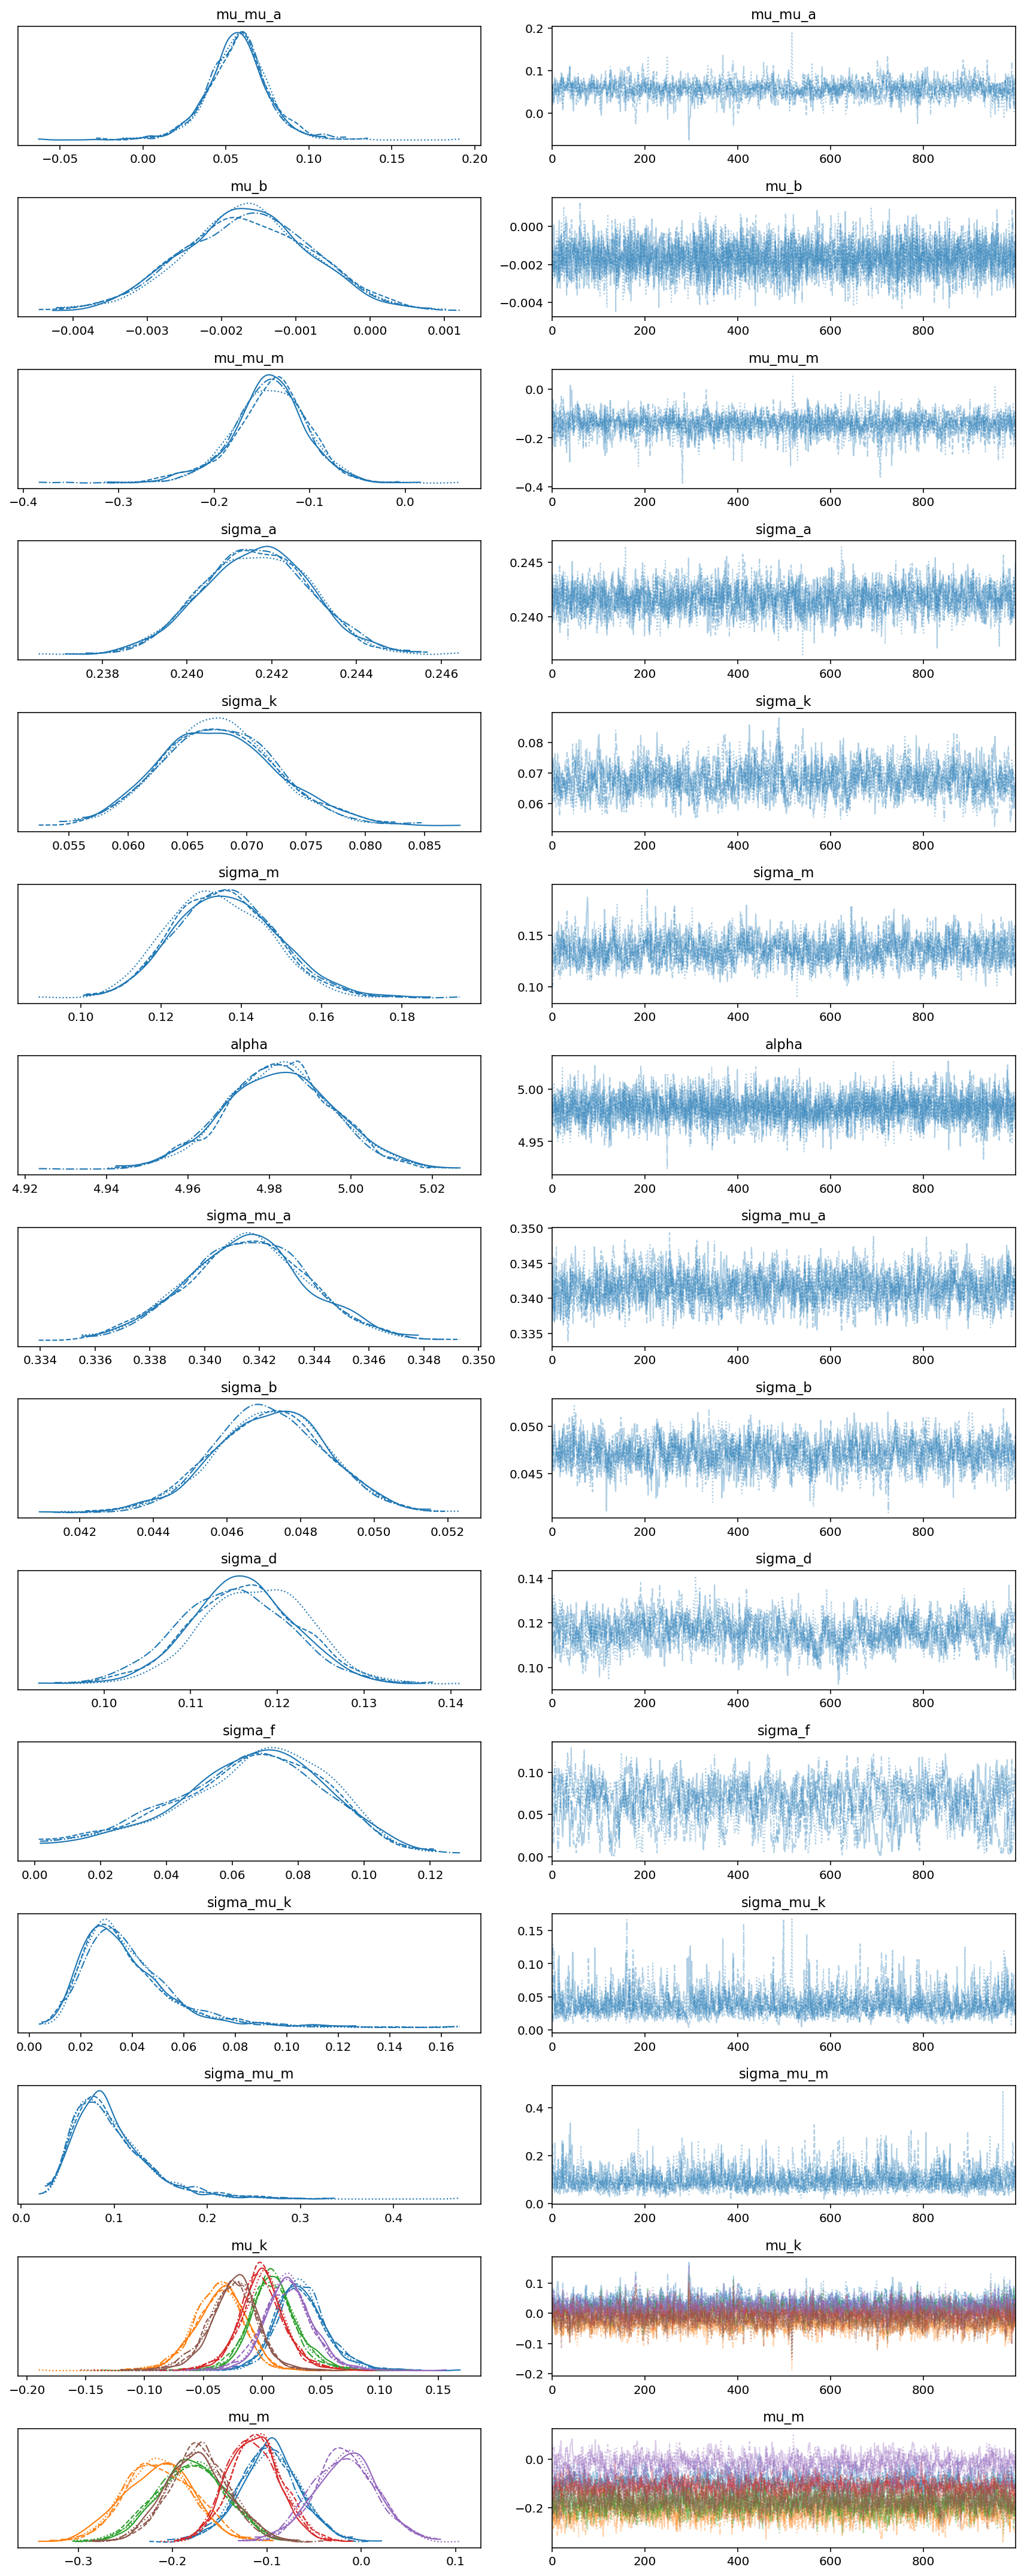 mu_mu_a mu_mu_a
0.2
0.1
0.0
−0.05 0.00 0.05 0.10 0.15 0.20 0 200 400 600 800
mu_b mu_b
0.000
−0.002
−0.004
−0.004 −0.003 −0.002 −0.001 0.000 0.001 0 200 400 600 800
mu_mu_m mu_mu_m
0.0
−0.2
−0.4
−0.4 −0.3 −0.2 −0.1 0.0 0 200 400 600 800
sigma_a sigma_a
0.245
0.240
0.238 0.240 0.242 0.244 0.246 0 200 400 600 800
sigma_k sigma_k
0.08
0.07
0.06
0.055 0.060 0.065 0.070 0.075 0.080 0.085 0 200 400 600 800
sigma_m sigma_m
0.15
0.10
0.10 0.12 0.14 0.16 0.18 0 200 400 600 800
alpha alpha
5.00
4.95
4.92 4.94 4.96 4.98 5.00 5.02 0 200 400 600 800
sigma_mu_a sigma_mu_a
0.350
0.345
0.340
0.335
0.334 0.336 0.338 0.340 0.342 0.344 0.346 0.348 0.350 0 200 400 600 800
sigma_b sigma_b
0.050
0.045
0.042 0.044 0.046 0.048 0.050 0.052 0 200 400 600 800
sigma_d sigma_d
0.14
0.12
0.10
0.10 0.11 0.12 0.13 0.14 0 200 400 600 800
sigma_f sigma_f
0.10
0.05
0.00
0.00 0.02 0.04 0.06 0.08 0.10 0.12 0 200 400 600 800
sigma_mu_k sigma_mu_k
0.15
0.10
0.05
0.00
0.00 0.02 0.04 0.06 0.08 0.10 0.12 0.14 0.16 0 200 400 600 800
sigma_mu_m sigma_mu_m
0.4
0.2
0.0
0.0 0.1 0.2 0.3 0.4 0 200 400 600 800
mu_k mu_k
0.1
0.0
−0.1
−0.2
−0.20 −0.15 −0.10 −0.05 0.00 0.05 0.10 0.15 0 200 400 600 800
mu_m mu_m
0.0
−0.2
−0.3 −0.2 −0.1 0.0 0.1 0 200 400 600 800